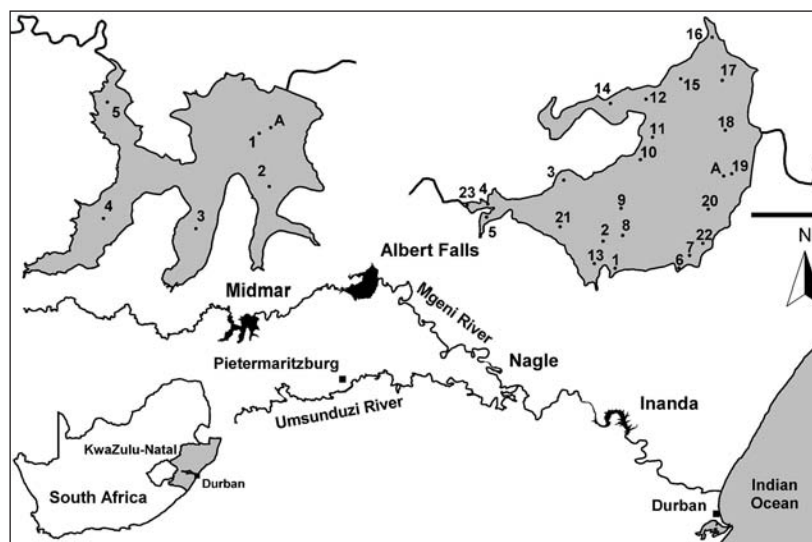 5
4
3
1
A
2
16
14
12
15
17
11
18
10
3
A
19
23
4
9
20
5
21
2
8
22
7
13
1
6
N
Albert Falls
Midmar
Mgeni River
Pietermaritzburg
Nagle
Umsunduzi River
Inanda
KwaZulu-Natal
South Africa
Durban
Durban
Indian
Ocean